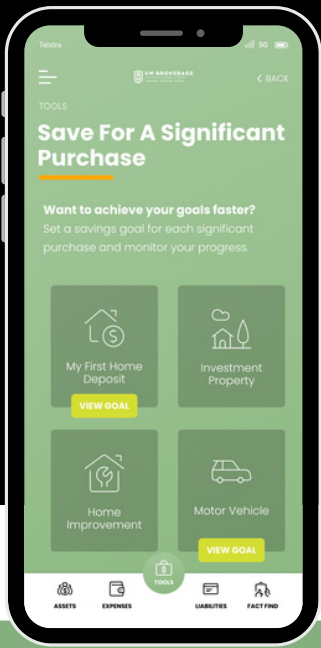 Telstra
5G
EW BROKERAGE
BACK
TOOLS
Save For A Significant
Purchase
Want to achieve your goals faster?
Set a savings goal for each significant
purchase and monitor your progress.
My First Home
Deposit
VIEW GOAL
Investment
Property
Home
Improvement
Motor Vehicle
VIEW GOAL
ASSETS
EXPENSES
TOOLS
LIABILITIES
FACT FIND